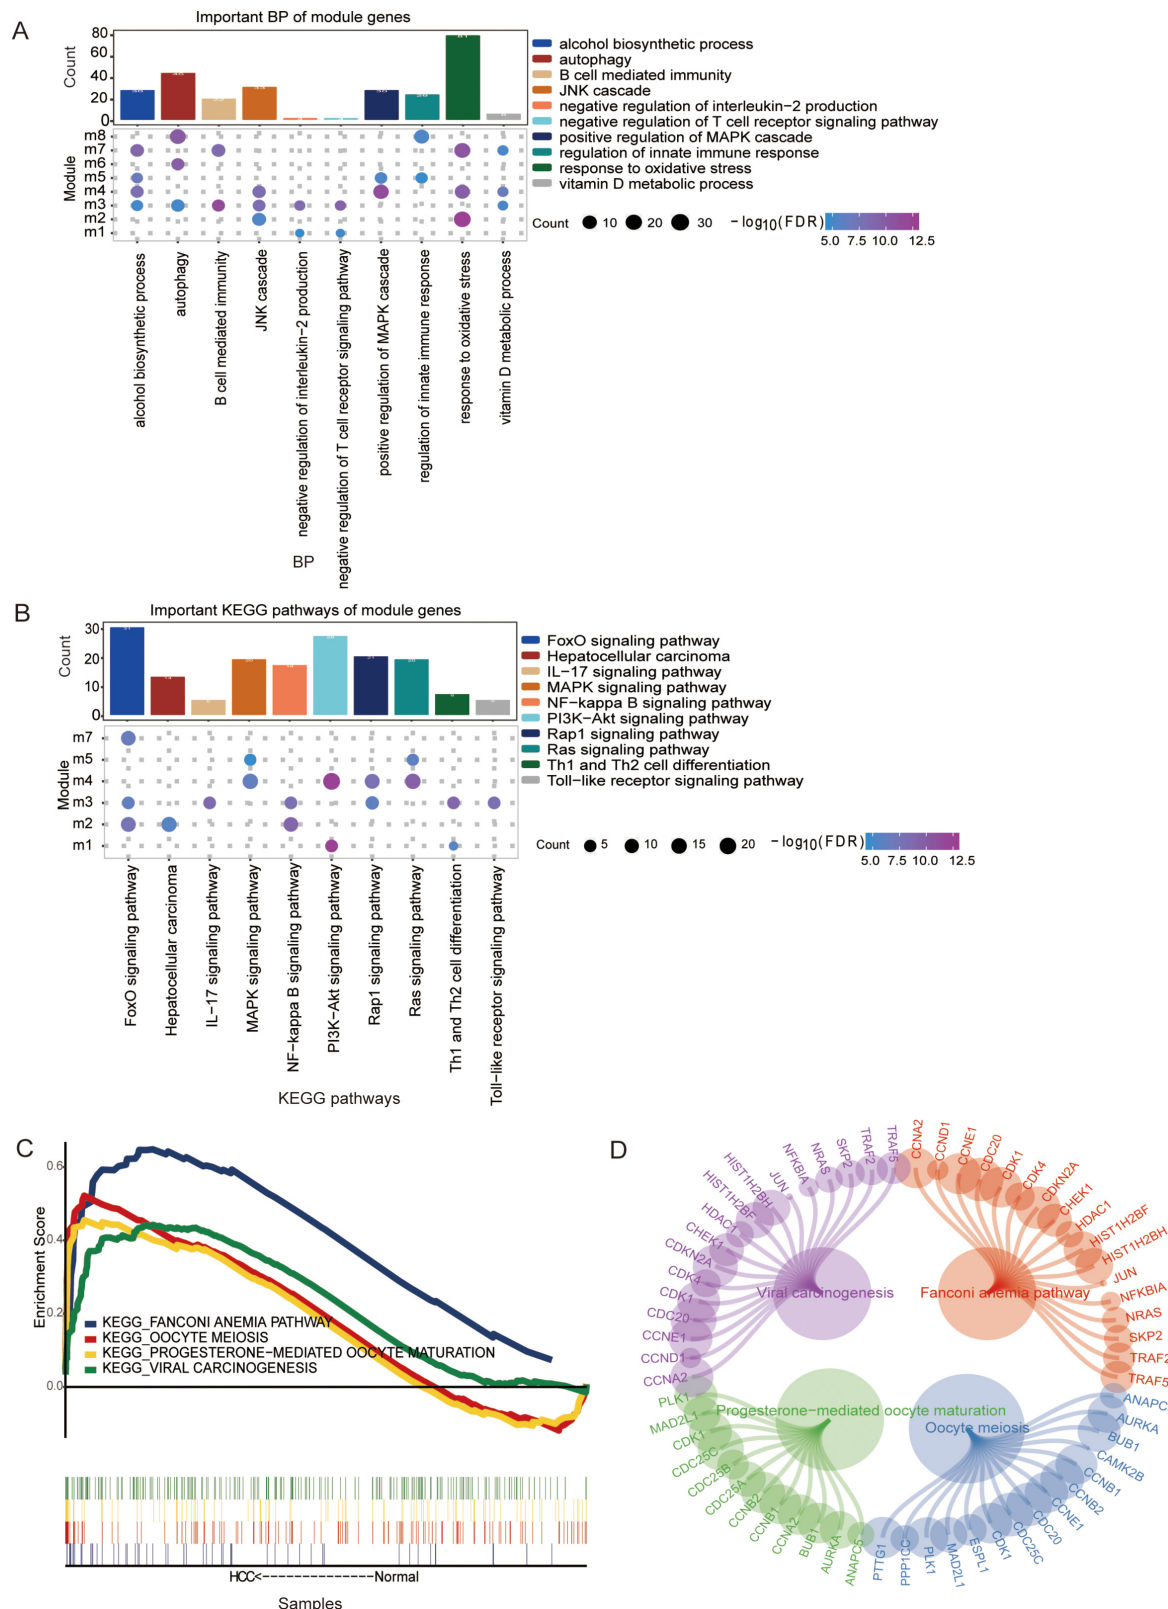 A
Important BP of module genes
Count
80
60
40
20
0
alcohol biosynthetic process
autophagy
B cell mediated immunity
JNK cascade
negative regulation of interleukin−2 production
negative regulation of T cell receptor signaling pathway
positive regulation of MAPK cascade
regulation of innate immune response
response to oxidative stress
vitamin D metabolic process
Module
m8
m7
m6
m5
m4
m3
m2
m1
Count 10 20 30 −log10(FDR) 5.0 7.5 10.0 12.5
alcohol biosynthetic process
autophagy
B cell mediated immunity
JNK cascade
negative regulation of interleukin−2 production
negative regulation of T cell receptor signaling pathway
positive regulation of MAPK cascade
regulation of innate immune response
response to oxidative stress
vitamin D metabolic process
BP
B
Important KEGG pathways of module genes
Count
30
20
10
0
FoxO signaling pathway
Hepatocellular carcinoma
IL−17 signaling pathway
MAPK signaling pathway
NF−kappa B signaling pathway
PI3K−Akt signaling pathway
Rap1 signaling pathway
Ras signaling pathway
Th1 and Th2 cell differentiation
Toll−like receptor signaling pathway
Module
m7
m5
m4
m3
m2
m1
Count 5 10 15 20 −log10(FDR) 5.0 7.5 10.0 12.5
FoxO signaling pathway
Hepatocellular carcinoma
IL−17 signaling pathway
MAPK signaling pathway
NF−kappa B signaling pathway
PI3K−Akt signaling pathway
Rap1 signaling pathway
Ras signaling pathway
Th1 and Th2 cell differentiation
Toll−like receptor signaling pathway
KEGG pathways
C
Enrichment Score
0.6
0.4
0.2
0.0
KEGG_FANCONI ANEMIA PATHWAY
KEGG_OOCYTE MEIOSIS
KEGG_PROGESTERONE−MEDIATED OOCYTE MATURATION
KEGG_VIRAL CARCINOGENESIS
HCC<---------------Normal
Samples
D
Viral carcinogenesis
TRAF5
TRAF2
SKP2
NRAS
NFKBIA
JUN
HIST1H2BH
HIST1H2BF
HDAC1
CHEK1
CDKN2A
CDK4
CDK1
CDC20
CCNE1
CCND1
CCNA2
Fanconi anemia pathway
CCNA2
CCND1
CCNE1
CDC20
CDK1
CDK4
CDKN2A
CHEK1
HDAC1
HIST1H2BF
HIST1H2BH
JUN
NFKBIA
NRAS
SKP2
TRAF2
TRAF5
Progesterone−mediated oocyte maturation
PLK1
MAD2L1
CDK1
CDC25C
CDC25B
CDC25A
CCNB2
CCNB1
CCNA2
BUB1
AURKA
ANAPC5
Oocyte meiosis
ANAPC
AURKA
BUB1
CAMK2B
CCNB1
CCNB2
CCNE1
CDC20
CDC25C
CDK1
ESPL1
MAD2L1
PLK1
PPP1CC
PTTG1